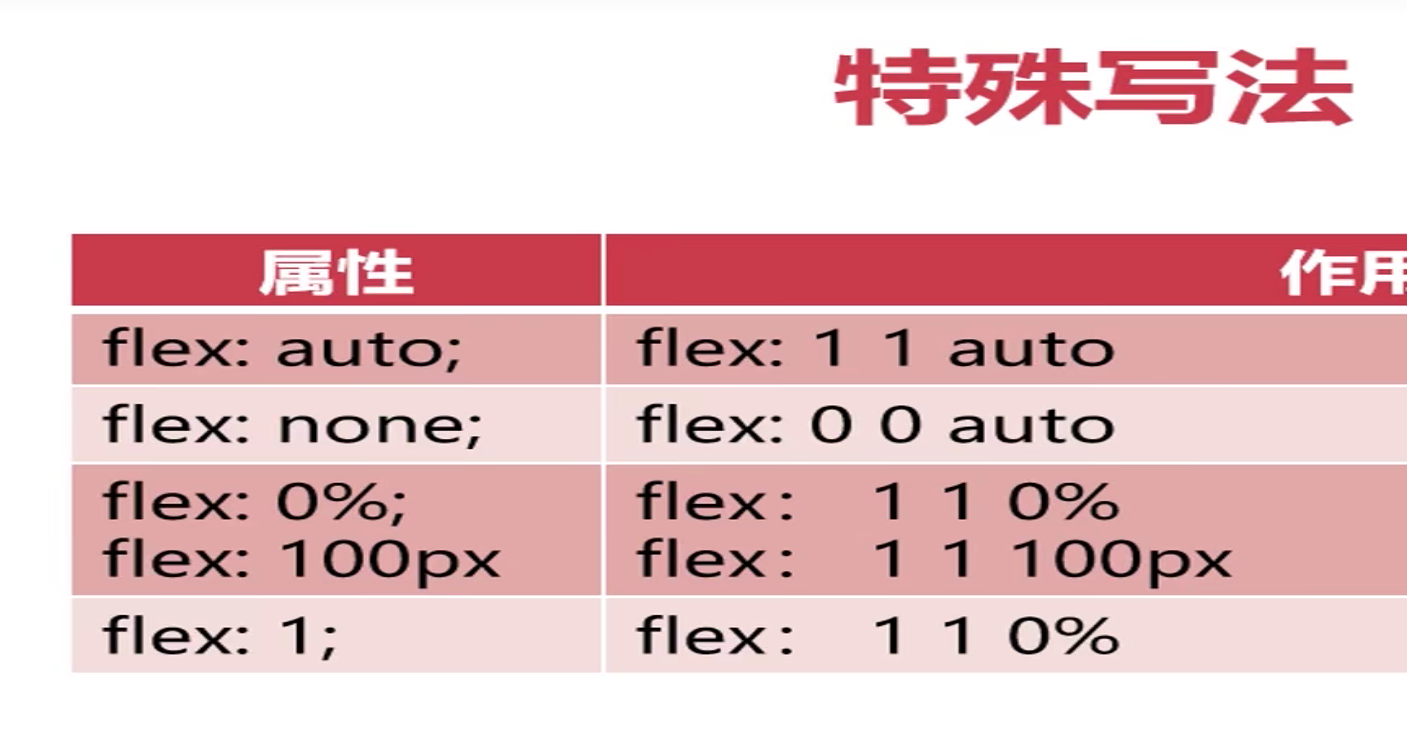 特殊写法
属性 作用
flex: auto; flex: 1 1 auto
flex: none; flex: 0 0 auto
flex: 0%; flex: 1 1 0%
flex: 100px flex: 1 1 100px
flex: 1; flex: 1 1 0%